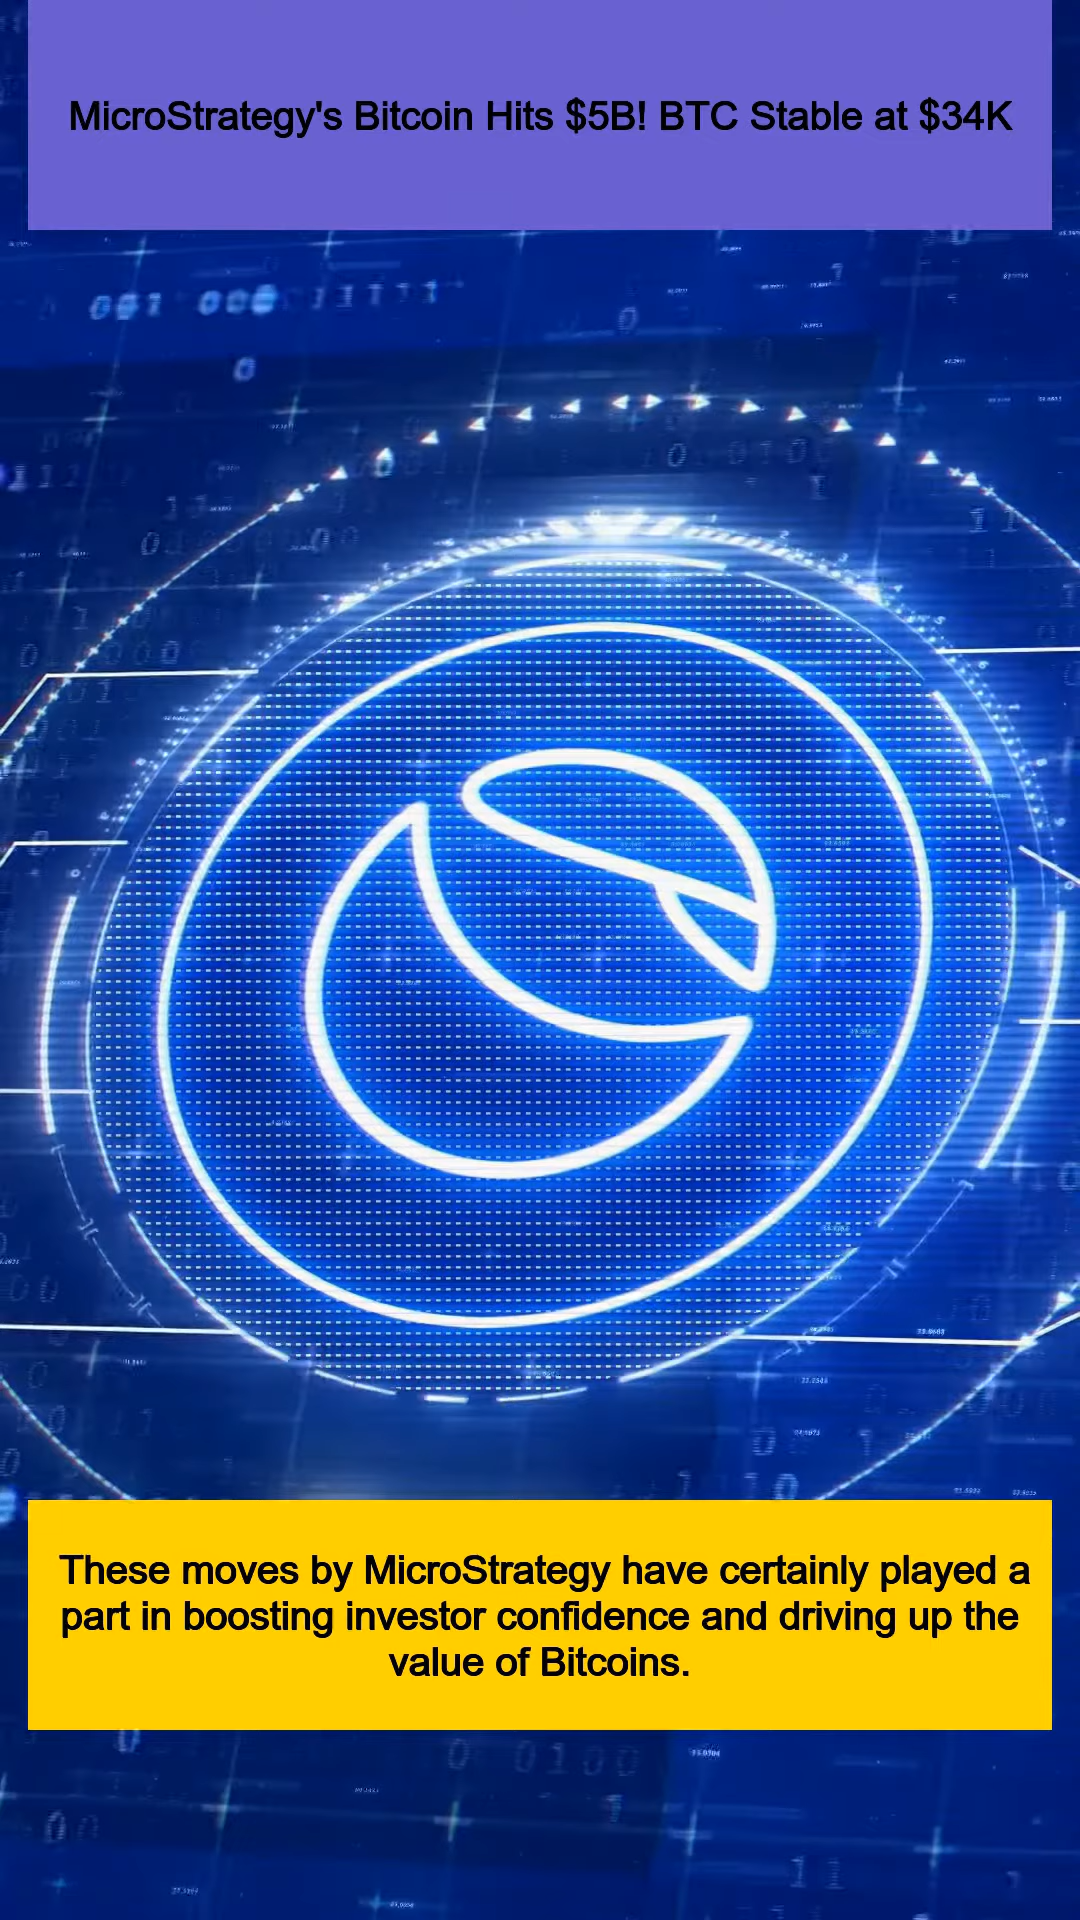 MicroStrategy's Bitcoin Hits $5B! BTC Stable at $34K
These moves by MicroStrategy have certainly played a
part in boosting investor confidence and driving up the
value of Bitcoins.